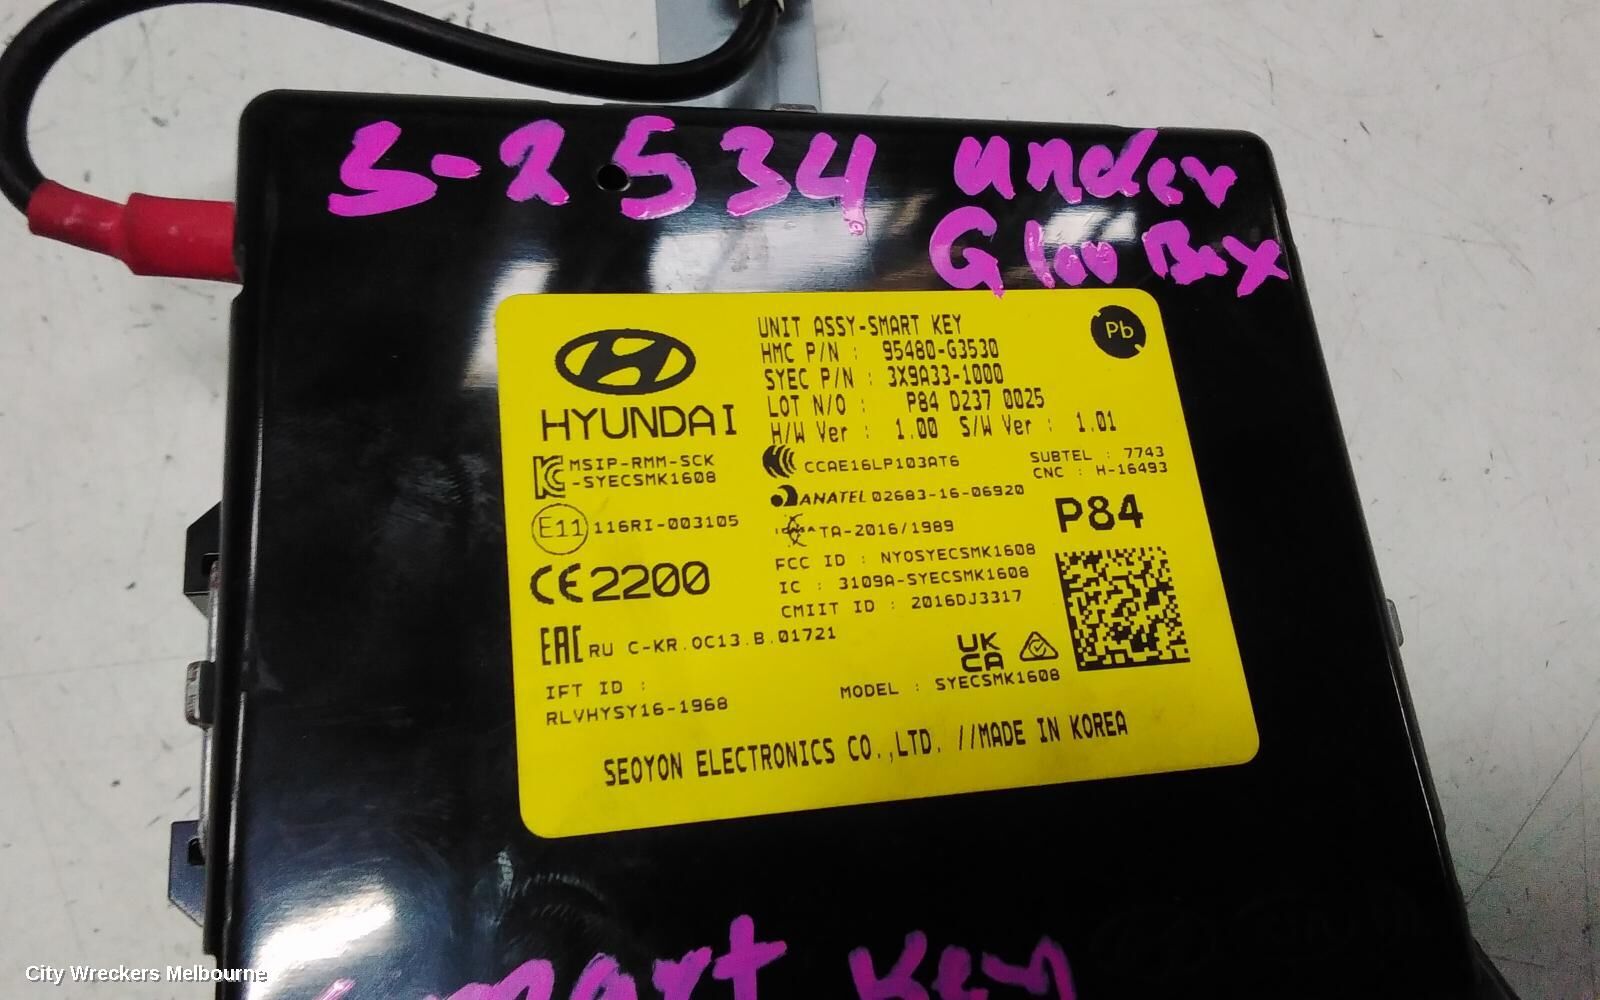 S-2534 under
Gloo Box
UNIT ASSY-SMART KEY
HMC P/N : 95480-G3530
SYEC P/N : 3X9A33-1000
LOT N/O : P84 D237 0025
H/W Ver : 1.00 S/W Ver : 1.01
Pb
HYUNDAI
MSIP-RMM-SCK
-SYECSMK1608
CCAE16LP103AT6
SUBTEL : 7743
CNC : H-16493
ANATEL 02683-16-06920
P84
E11 116RI-003105
TA-2016/1989
FCC ID : NYOSYECSMK1608
IC : 3109A-SYECSMK1608
CMIIT ID : 2016DJ3317
CE2200
EAC RU C-KR.OC13.B.01721
UK
CA
IFT ID :
RLVHYSY16-1968
MODEL : SYECSMK1608
SEOYON ELECTRONICS CO.,LTD. //MADE IN KOREA
smart key
City Wreckers Melbourne